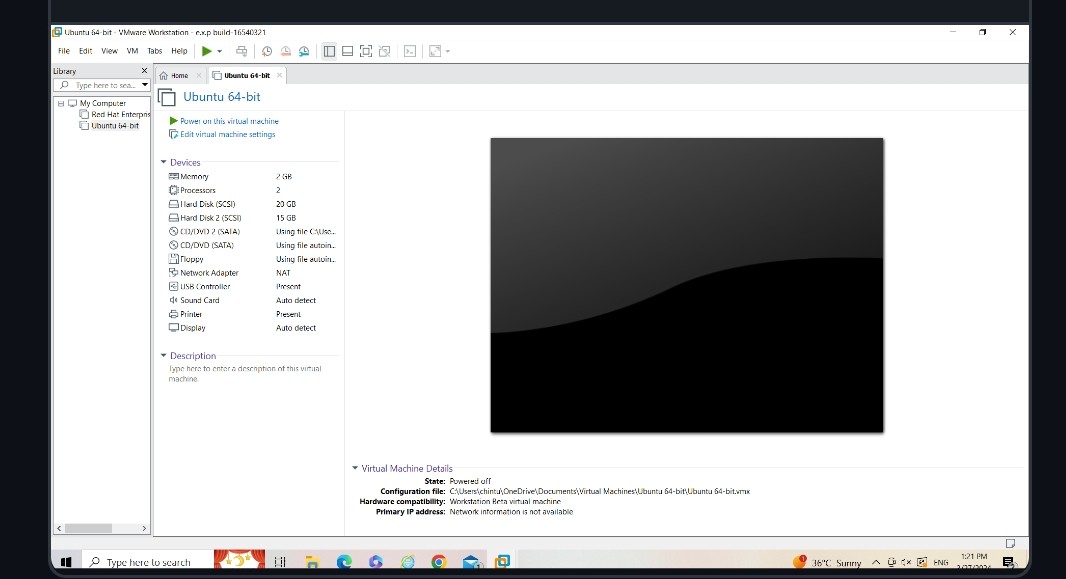 Ubuntu 64-bit - VMware Workstation - e.x.p build-16540321
File Edit View VM Tabs Help
Library
Home
Ubuntu 64-bit
Type here to sea...
My Computer
Red Hat Enterpris
Ubuntu 64-bit
Ubuntu 64-bit
Power on this virtual machine
Edit virtual machine settings
Devices
Memory 2 GB
Processors 2
Hard Disk (SCSI) 20 GB
Hard Disk 2 (SCSI) 15 GB
CD/DVD 2 (SATA) Using file C:\Use...
CD/DVD (SATA) Using file autoin...
Floppy Using file autoin...
Network Adapter NAT
USB Controller Present
Sound Card Auto detect
Printer Present
Display Auto detect
Description
Type here to enter a description of this virtual
machine.
Virtual Machine Details
State: Powered off
Configuration file: C:\Users\chintu\OneDrive\Documents\Virtual Machines\Ubuntu 64-bit\Ubuntu 64-bit.vmx
Hardware compatibility: Workstation Beta virtual machine
Primary IP address: Network information is not available
Type here to search
36°C Sunny
ENG
1:21 PM